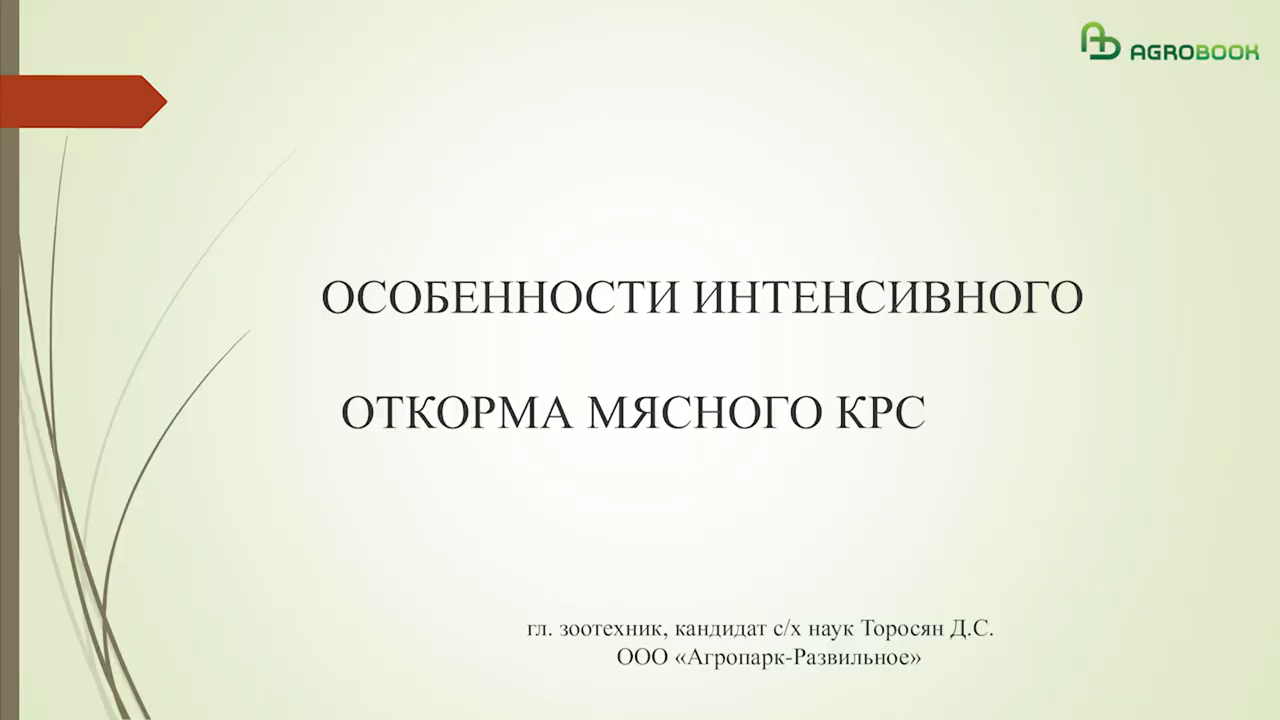 AGROBOOK
ОСОБЕННОСТИ ИНТЕНСИВНОГО
ОТКОРМА МЯСНОГО КРС
гл. зоотехник, кандидат с/х наук Торосян Д.С.
ООО «Агропарк-Развильное»